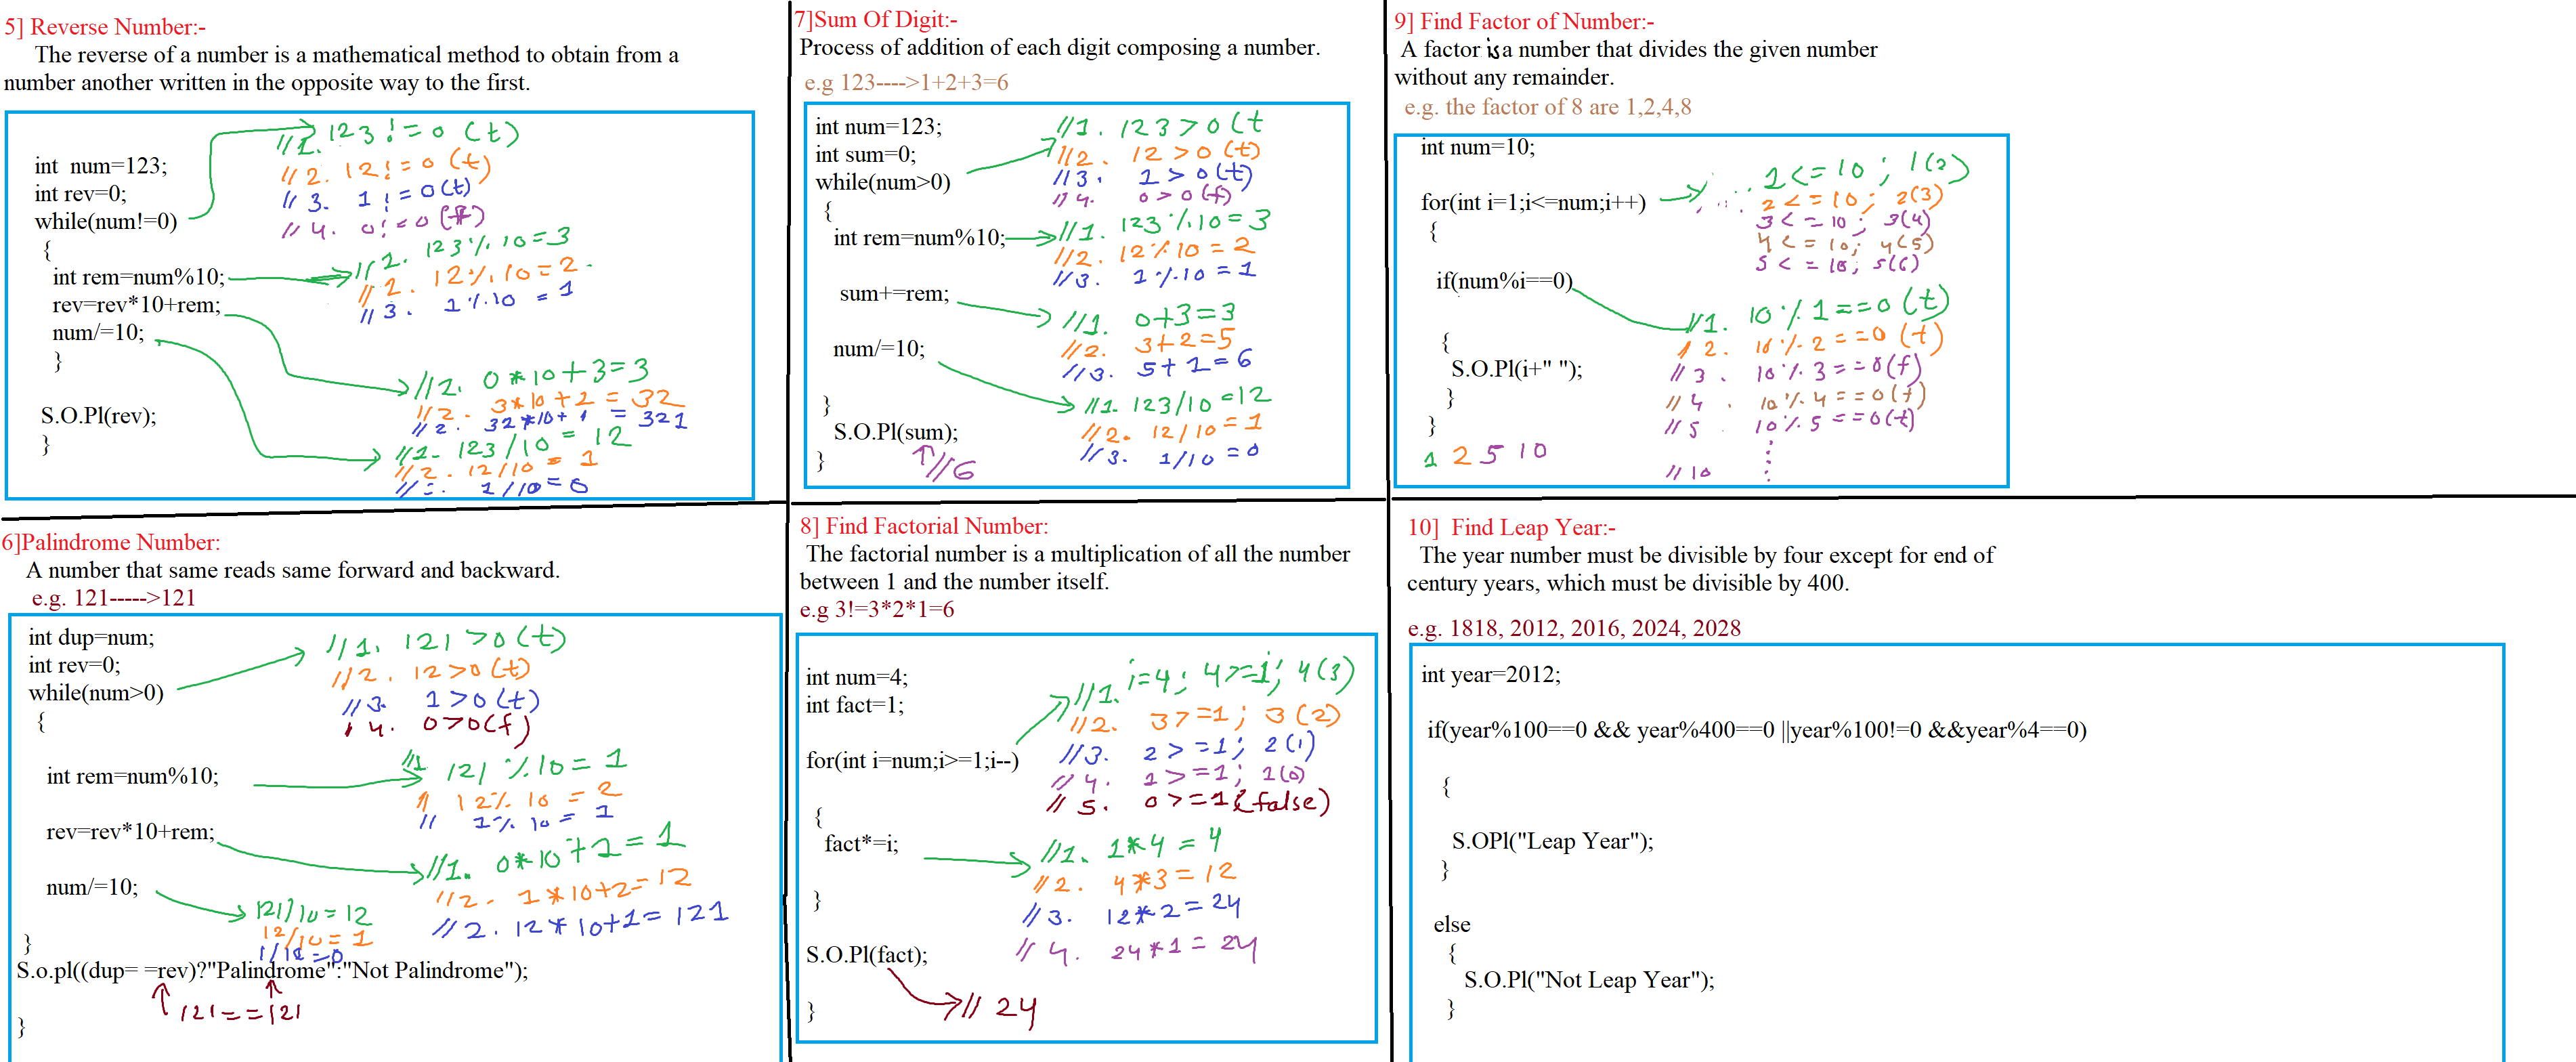 5] Reverse Number:-
The reverse of a number is a mathematical method to obtain from a
number another written in the opposite way to the first.
int num=123;
int rev=0;
while(num!=0)
{
int rem=num%10;
rev=rev*10+rem;
num/=10;
}
S.O.Pl(rev);
}
//1. 123!=0 (t)
//2. 12!=0 (t)
//3. 1!=0(t)
//4. 0!=0 (f)
//1. 123%10=3
//2. 12%10=2
//3. 1%10=1
//1. 0*10+3=3
//2. 3*10+2=32
//2. 32*10+1=321
//1. 123/10=12
//2. 12/10=1
1/10=0
6]Palindrome Number:
A number that same reads same forward and backward.
e.g. 121----->121
int dup=num;
int rev=0;
while(num>0)
{
int rem=num%10;
rev=rev*10+rem;
num/=10;
}
S.o.pl((dup= =rev)?"Palindrome":"Not Palindrome");
}
//1. 121>0(t)
//2. 12>0(t)
//3. 1>0(t)
4. 0>0(f)
//1 121%10=1
12%10=2
// 1%10=1
//1. 0*10+1=1
//2. 1*10+2=12
//2. 12*10+1=121
121/10=12
12/10=1
1/10=0
121==121
7]Sum Of Digit:-
Process of addition of each digit composing a number.
e.g 123---->1+2+3=6
int num=123;
int sum=0;
while(num>0)
{
int rem=num%10;
sum+=rem;
num/=10;
}
S.O.Pl(sum);
}
//1. 123>0(t
//2. 12>0(t)
//3. 1>0(t)
//4. 0>0(f)
//1. 123%10=3
//2. 12%10=2
//3. 1%10=1
//1. 0+3=3
//2. 3+2=5
//3. 5+1=6
//1. 123/10=12
//2. 12/10=1
//3. 1/10=0
//6
8] Find Factorial Number:
The factorial number is a multiplication of all the number
between 1 and the number itself.
e.g 3!=3*2*1=6
int num=4;
int fact=1;
for(int i=num;i>=1;i--)
{
fact*=i;
}
S.O.Pl(fact);
}
//1. i=4; 4>=1; 4(3)
//2. 3>=1; 3(2)
//3. 2>=1; 2(1)
//4. 1>=1; 1(0)
//5. 0>=1(false)
//1. 1*4=4
//2. 4*3=12
//3. 12*2=24
//4. 24*1=24
//24
9] Find Factor of Number:-
A factor is a number that divides the given number
without any remainder.
e.g. the factor of 8 are 1,2,4,8
int num=10;
for(int i=1;i<=num;i++)
{
if(num%i==0)
{
S.O.Pl(i+" ");
}
}
1 2 5 10
1<=10; 1(2)
2<=10; 2(3)
3<=10; 3(4)
4<=10; 4(5)
5<=10; 5(6)
//1. 10%1==0(t)
2. 10%2==0(t)
//3. 10%3==0(f)
//4. 10%4==0(f)
//5 10%5==0(t)
//10
10] Find Leap Year:-
The year number must be divisible by four except for end of
century years, which must be divisible by 400.
e.g. 1818, 2012, 2016, 2024, 2028
int year=2012;
if(year%100==0 && year%400==0 ||year%100!=0 &&year%4==0)
{
S.OPl("Leap Year");
}
else
{
S.O.Pl("Not Leap Year");
}